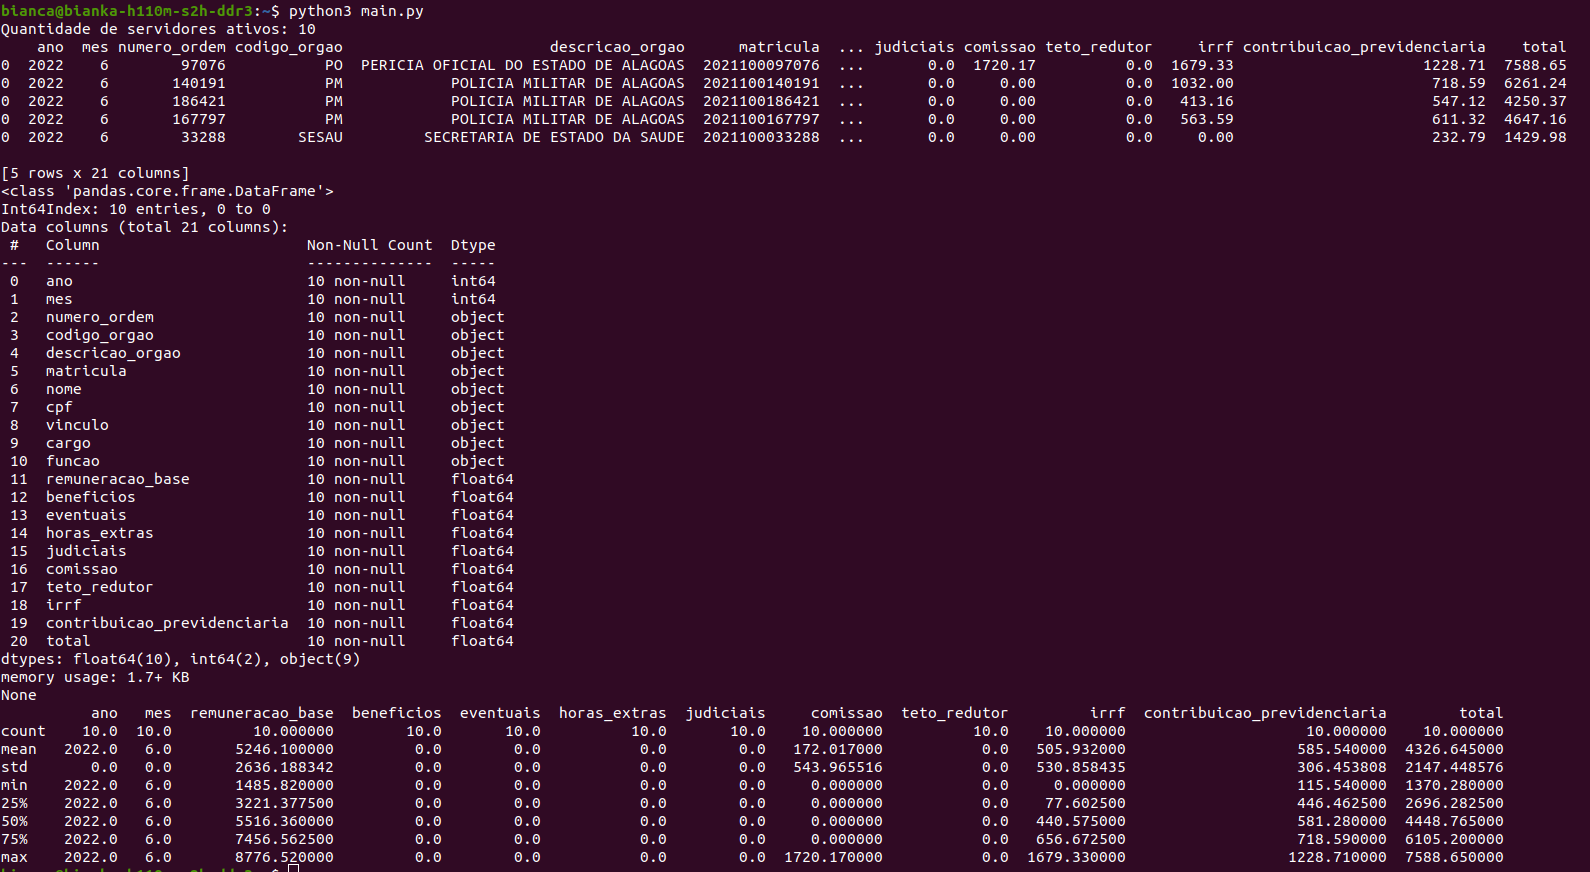 bianca@bianka-h110m-s2h-ddr3:~$ python3 main.py
Quantidade de servidores ativos: 10
    ano  mes numero_ordem codigo_orgao                       descricao_orgao      matricula  ... judiciais comissao teto_redutor     irrf contribuicao_previdenciaria    total
0  2022    6        97076           PO  PERICIA OFICIAL DO ESTADO DE ALAGOAS  2021100097076  ...       0.0  1720.17          0.0  1679.33                     1228.71  7588.65
0  2022    6       140191           PM            POLICIA MILITAR DE ALAGOAS  2021100140191  ...       0.0     0.00          0.0  1032.00                      718.59  6261.24
0  2022    6       186421           PM            POLICIA MILITAR DE ALAGOAS  2021100186421  ...       0.0     0.00          0.0   413.16                      547.12  4250.37
0  2022    6       167797           PM            POLICIA MILITAR DE ALAGOAS  2021100167797  ...       0.0     0.00          0.0   563.59                      611.32  4647.16
0  2022    6        33288        SESAU         SECRETARIA DE ESTADO DA SAUDE  2021100033288  ...       0.0     0.00          0.0     0.00                      232.79  1429.98
[5 rows x 21 columns]
<class 'pandas.core.frame.DataFrame'>
Int64Index: 10 entries, 0 to 0
Data columns (total 21 columns):
 #   Column                       Non-Null Count  Dtype
---  ------                       --------------  -----
 0   ano                          10 non-null     int64
 1   mes                          10 non-null     int64
 2   numero_ordem                 10 non-null     object
 3   codigo_orgao                 10 non-null     object
 4   descricao_orgao              10 non-null     object
 5   matricula                    10 non-null     object
 6   nome                         10 non-null     object
 7   cpf                          10 non-null     object
 8   vinculo                      10 non-null     object
 9   cargo                        10 non-null     object
 10  funcao                       10 non-null     object
 11  remuneracao_base             10 non-null     float64
 12  beneficios                   10 non-null     float64
 13  eventuais                    10 non-null     float64
 14  horas_extras                 10 non-null     float64
 15  judiciais                    10 non-null     float64
 16  comissao                     10 non-null     float64
 17  teto_redutor                 10 non-null     float64
 18  irrf                         10 non-null     float64
 19  contribuicao_previdenciaria  10 non-null     float64
 20  total                        10 non-null     float64
dtypes: float64(10), int64(2), object(9)
memory usage: 1.7+ KB
None
          ano   mes  remuneracao_base  beneficios  eventuais  horas_extras  judiciais     comissao  teto_redutor         irrf  contribuicao_previdenciaria        total
count    10.0  10.0         10.000000        10.0       10.0          10.0       10.0    10.000000          10.0    10.000000                    10.000000    10.000000
mean   2022.0   6.0       5246.100000         0.0        0.0           0.0        0.0   172.017000           0.0   505.932000                   585.540000  4326.645000
std       0.0   0.0       2636.188342         0.0        0.0           0.0        0.0   543.965516           0.0   530.858435                   306.453808  2147.448576
min    2022.0   6.0       1485.820000         0.0        0.0           0.0        0.0     0.000000           0.0     0.000000                   115.540000  1370.280000
25%    2022.0   6.0       3221.377500         0.0        0.0           0.0        0.0     0.000000           0.0    77.602500                   446.462500  2696.282500
50%    2022.0   6.0       5516.360000         0.0        0.0           0.0        0.0     0.000000           0.0   440.575000                   581.280000  4448.765000
75%    2022.0   6.0       7456.562500         0.0        0.0           0.0        0.0     0.000000           0.0   656.672500                   718.590000  6105.200000
max    2022.0   6.0       8776.520000         0.0        0.0           0.0        0.0  1720.170000           0.0  1679.330000                  1228.710000  7588.650000